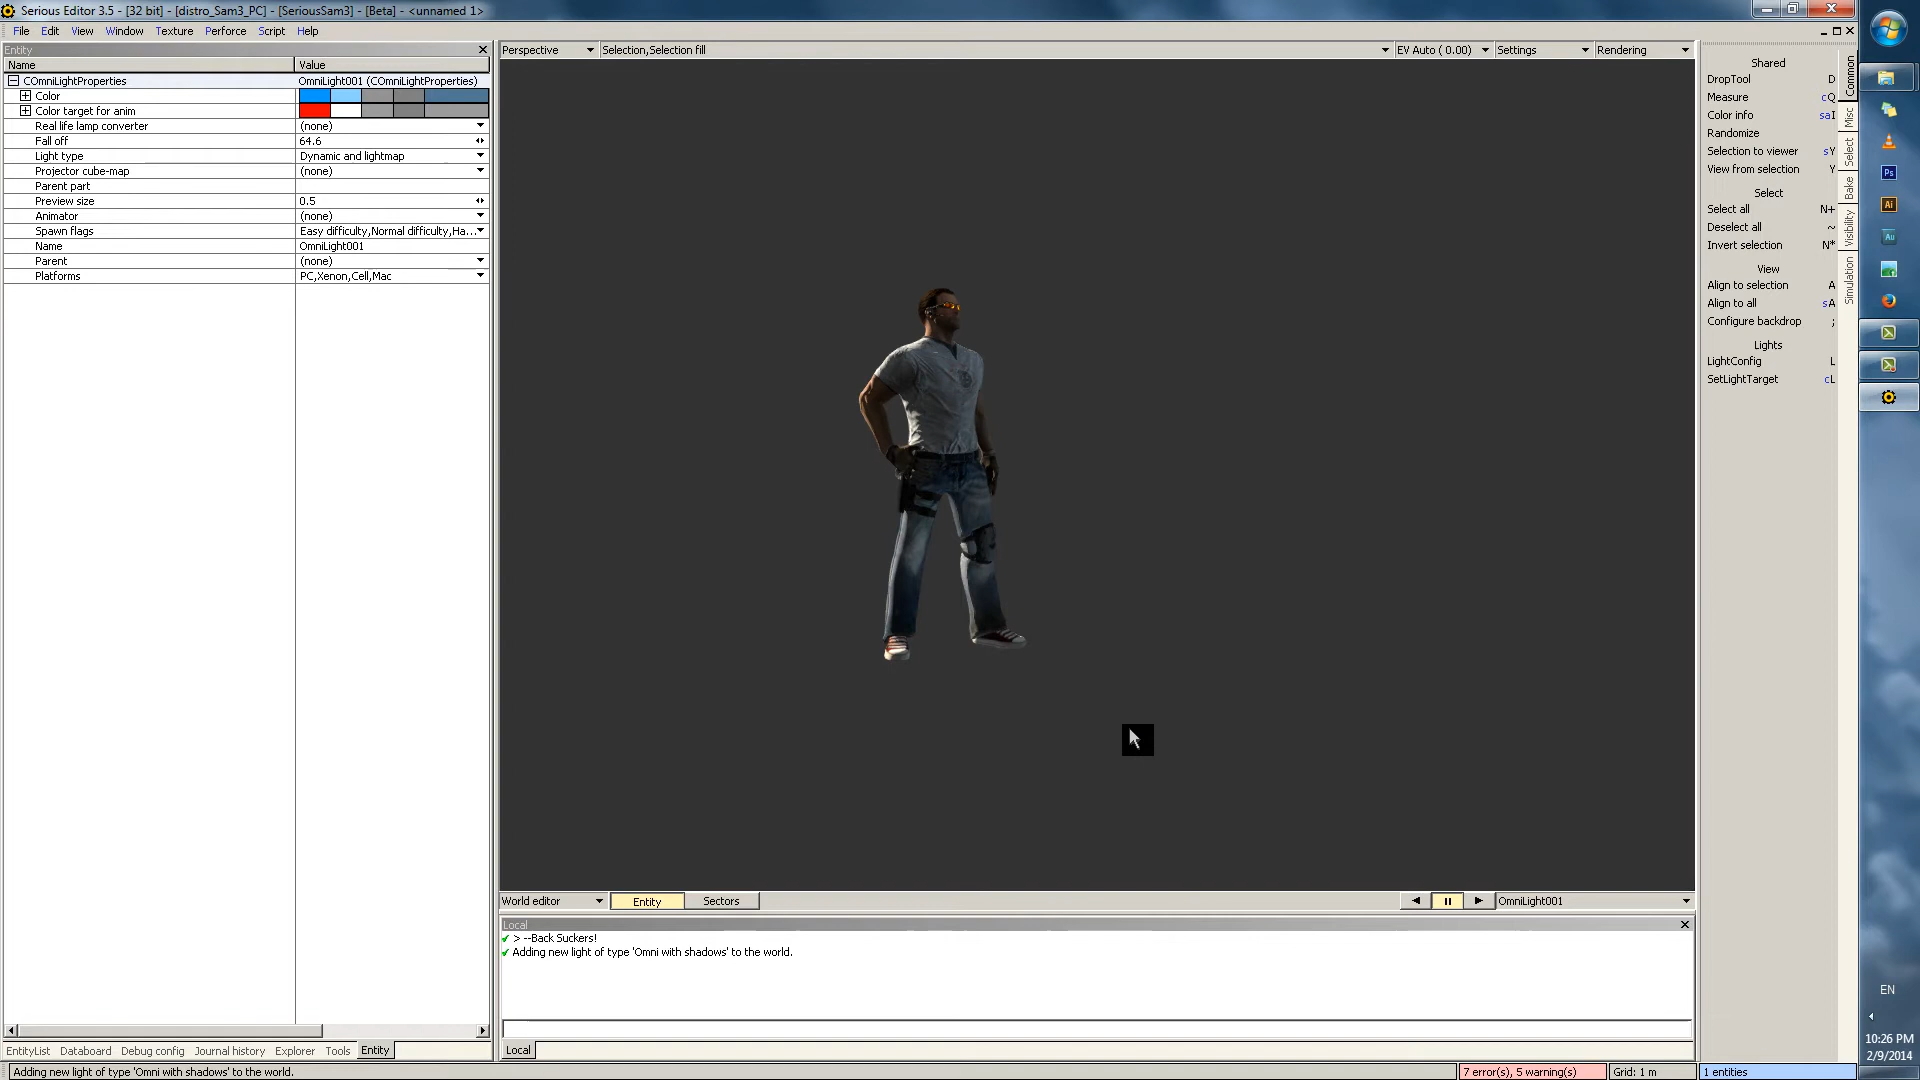 Serious Editor 3.5 - [32 bit] - [distro_Sam3_PC] - [SeriousSam3] - [Beta] - <unnamed 1>
File Edit View Window Texture Perforce Script Help
Entity
Name Value
COmniLightProperties OmniLight001 (COmniLightProperties)
Color
Color target for anim
Real life lamp converter (none)
Fall off 64.6
Light type Dynamic and lightmap
Projector cube-map (none)
Parent part
Preview size 0.5
Animator (none)
Spawn flags Easy difficulty,Normal difficulty,Ha...
Name OmniLight001
Parent (none)
Platforms PC,Xenon,Cell,Mac
EntityList Databoard Debug config Journal history Explorer Tools Entity
Perspective Selection,Selection fill EV Auto ( 0.00) Settings Rendering
World editor Entity Sectors OmniLight001
Local
> --Back Suckers!
Adding new light of type 'Omni with shadows' to the world.
Local
Shared
DropTool D
Measure cQ
Color info saI
Randomize
Selection to viewer sY
View from selection Y
Select
Select all N+
Deselect all ~
Invert selection N*
View
Align to selection A
Align to all sA
Configure backdrop ;
Lights
LightConfig L
SetLightTarget cL
Common
Misc
Select
Bake
Visibility
Simulation
Ps
Ai
Au
EN
10:26 PM
2/9/2014
Adding new light of type 'Omni with shadows' to the world. 7 error(s), 5 warning(s) Grid: 1 m 1 entities